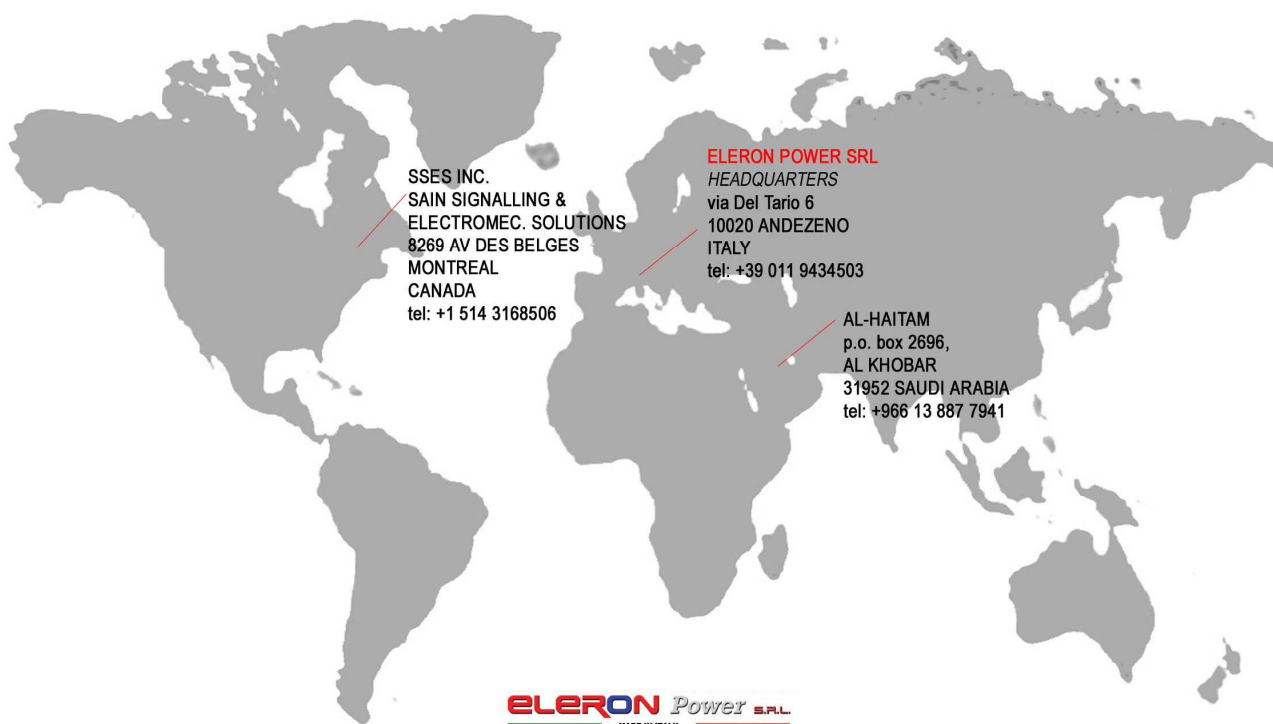 SSES INC.
SAIN SIGNALLING &
ELECTROMEC. SOLUTIONS
8269 AV DES BELGES
MONTREAL
CANADA
tel: +1 514 3168506
ELERON POWER SRL
HEADQUARTERS
via Del Tario 6
10020 ANDEZENO
ITALY
tel: +39 011 9434503
AL-HAITAM
p.o. box 2696,
AL KHOBAR
31952 SAUDI ARABIA
tel: +966 13 887 7941
ELERON Power S.R.L.